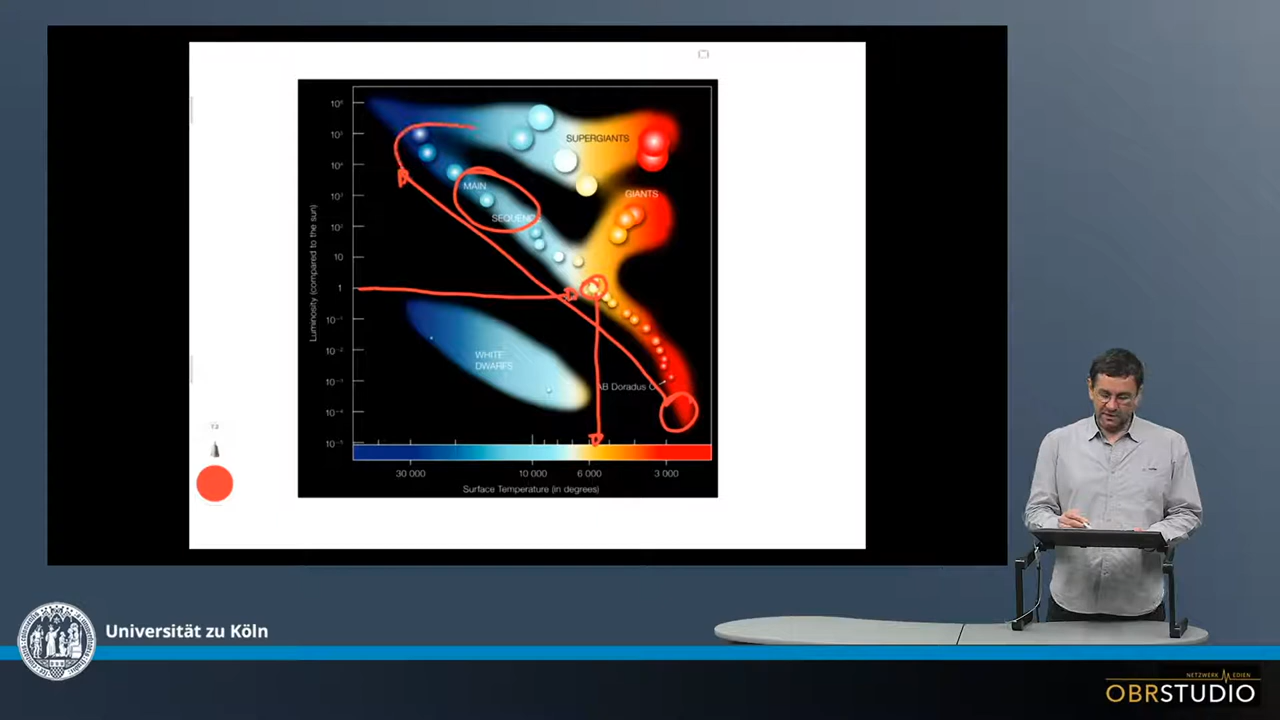 10⁶
10⁵
10⁴
10³
10²
10
1
10⁻¹
10⁻²
10⁻³
10⁻⁴
10⁻⁵
Luminosity (compared to the sun)
SUPERGIANTS
MAIN
SEQUENCE
GIANTS
WHITE
DWARFS
AB Doradus C
30 000
10 000
6 000
3 000
Surface Temperature (in degrees)
Universität zu Köln
NETZWERK MEDIEN
OBRSTUDIO